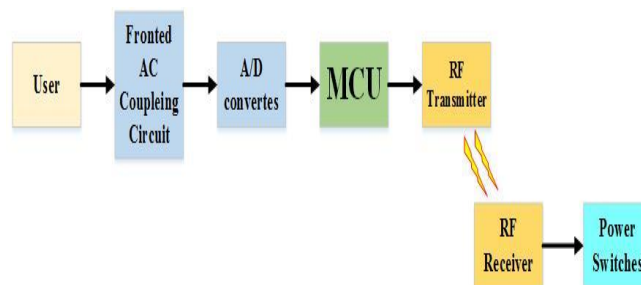 User
Fronted
AC
Coupleing
Circuit
A/D
convertes
MCU
RF
Transmitter
RF
Receiver
Power
Switches